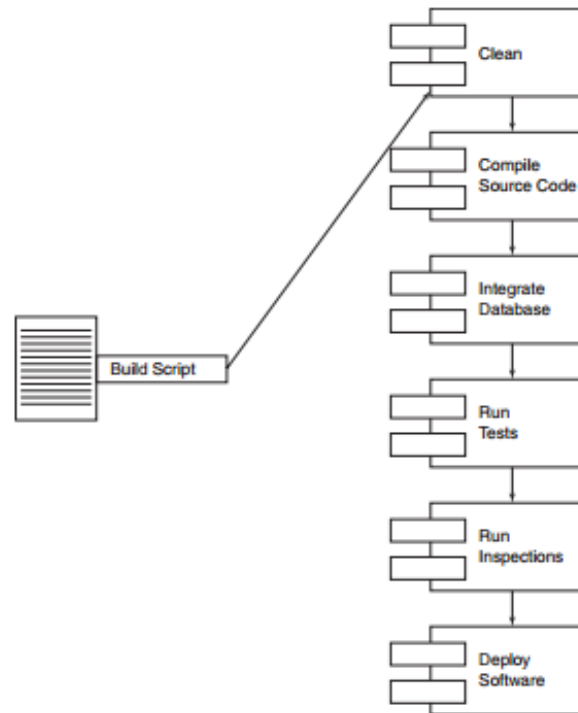 Clean
Compile
Source Code
Integrate
Database
Build Script
Run
Tests
Run
Inspections
Deploy
Software